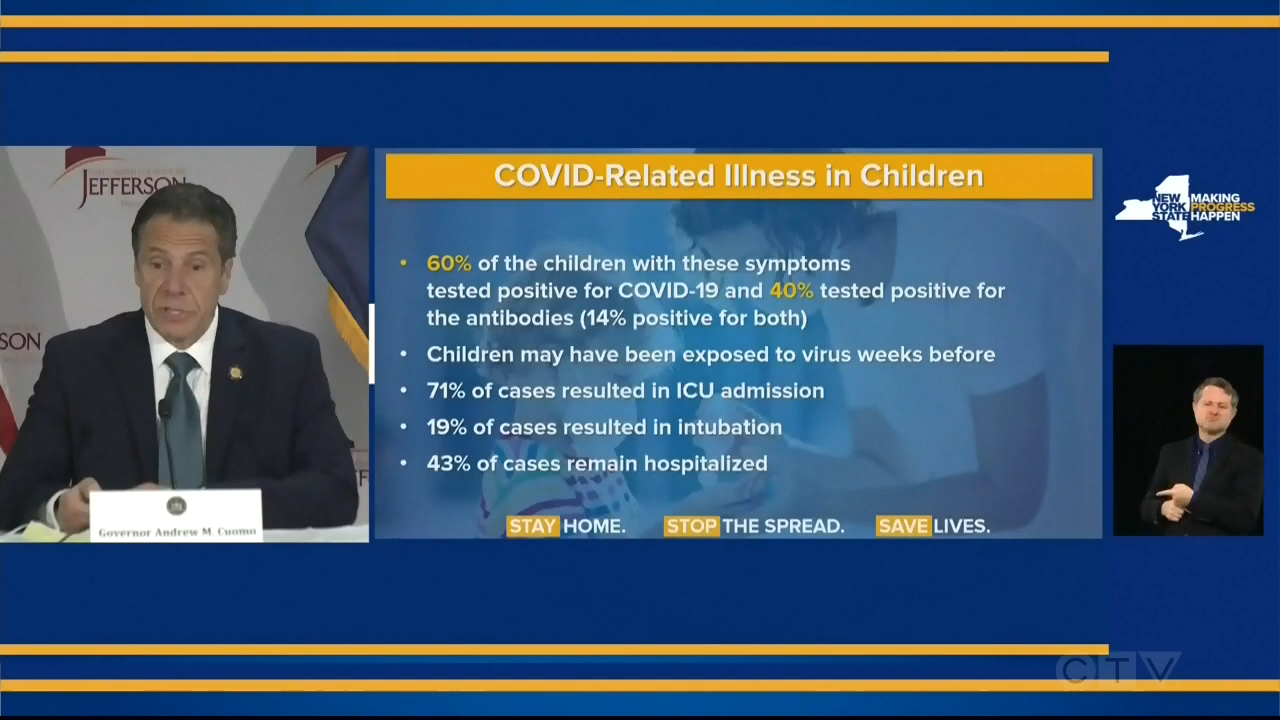 JEFFERSON
SON
Governor Andrew M. Cuomo
COVID-Related Illness in Children
• 60% of the children with these symptoms
tested positive for COVID-19 and 40% tested positive for
the antibodies (14% positive for both)
• Children may have been exposed to virus weeks before
• 71% of cases resulted in ICU admission
• 19% of cases resulted in intubation
• 43% of cases remain hospitalized
STAY HOME. STOP THE SPREAD. SAVE LIVES.
NEW YORK STATE
MAKING
PROGRESS
HAPPEN
CTV